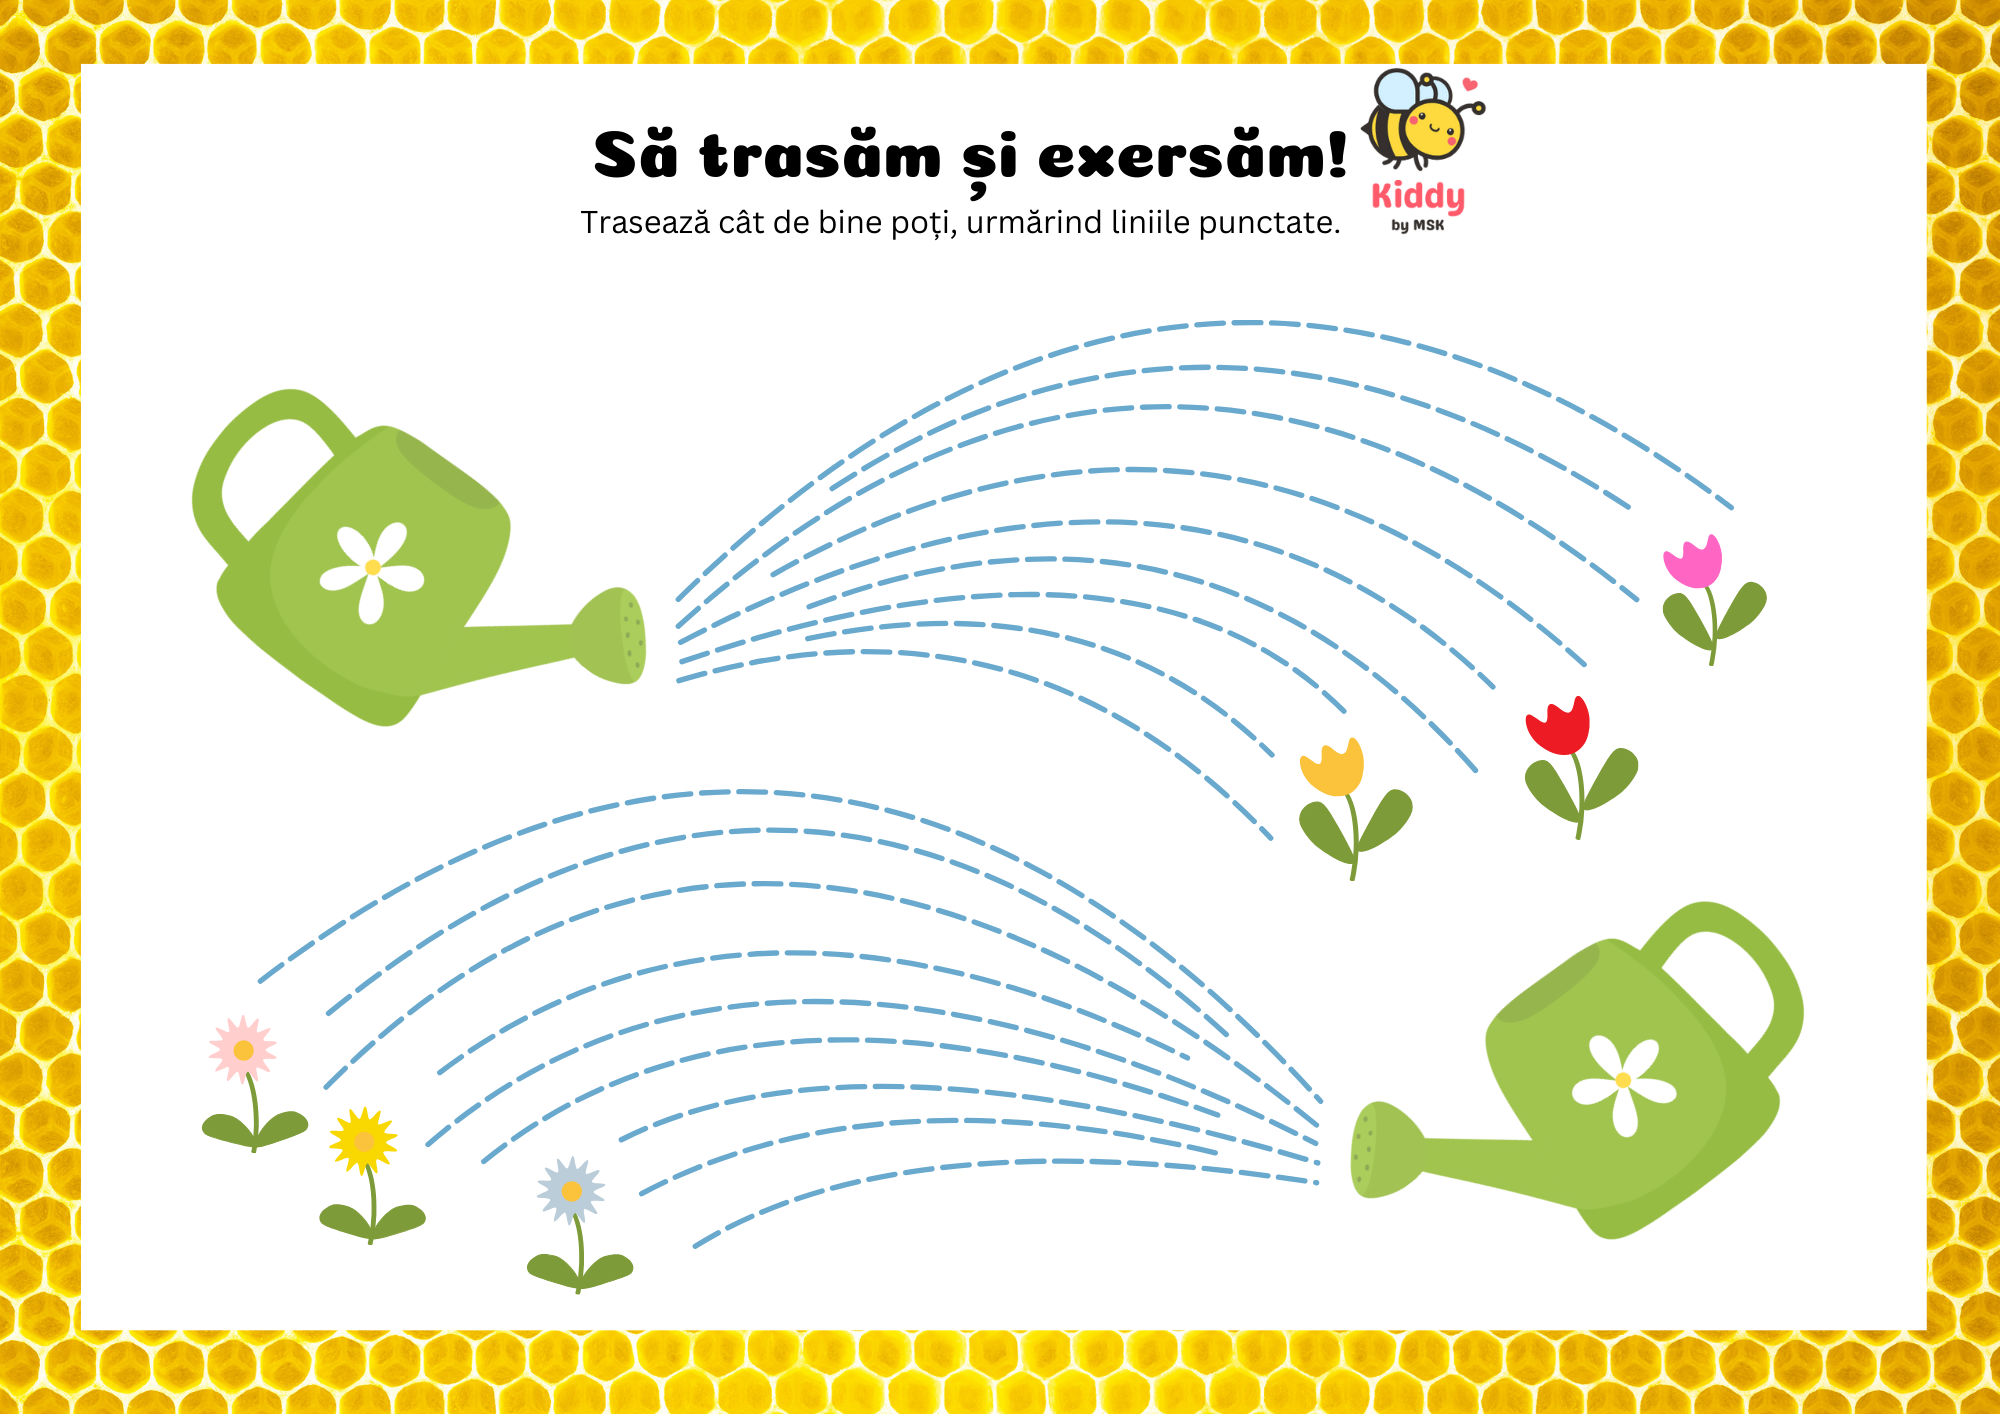 Să trasăm și exersăm!
Trasează cât de bine poți, urmărind liniile punctate.
Kiddy
by MSK